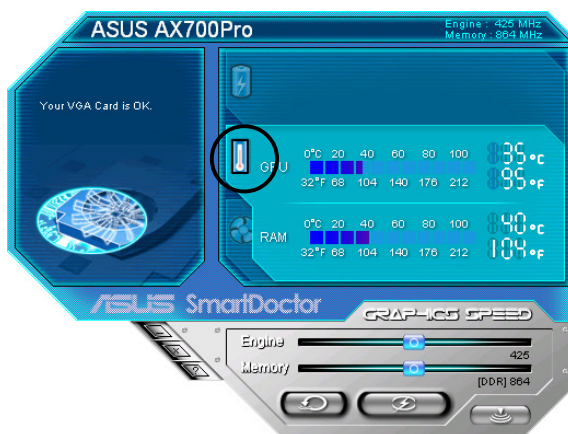 ASUS AX700Pro
Engine : 425 MHz
Memory : 864 MHz
Your VGA Card is OK.
GPU
0°C 20 40 60 80 100
32°F 68 104 140 176 212
35°C
95°F
RAM
0°C 20 40 60 80 100
32°F 68 104 140 176 212
40°C
104°F
ASUS SmartDoctor
GRAPHICS SPEED
Engine
425
Memory
[DDR] 864